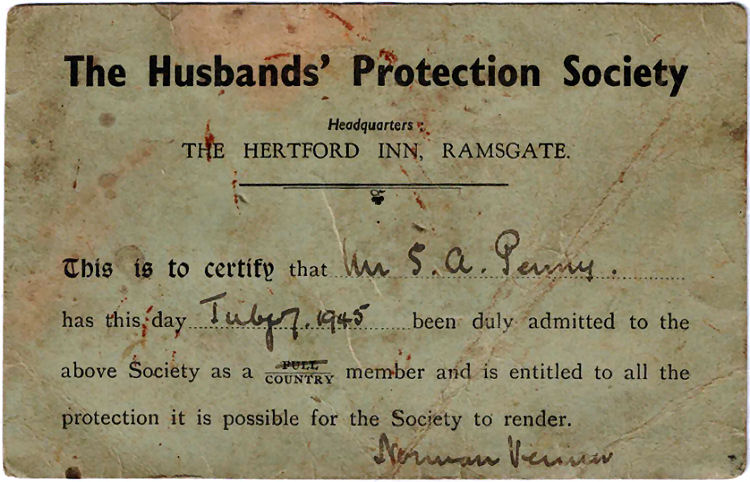 The Husbands' Protection Society
Headquarters:
THE HERTFORD INN, RAMSGATE.
This is to certify that Mr S. A. Penny.
has this day July 7. 1945 been duly admitted to the
FULL
above Society as a COUNTRY member and is entitled to all the
protection it is possible for the Society to render.
Norman